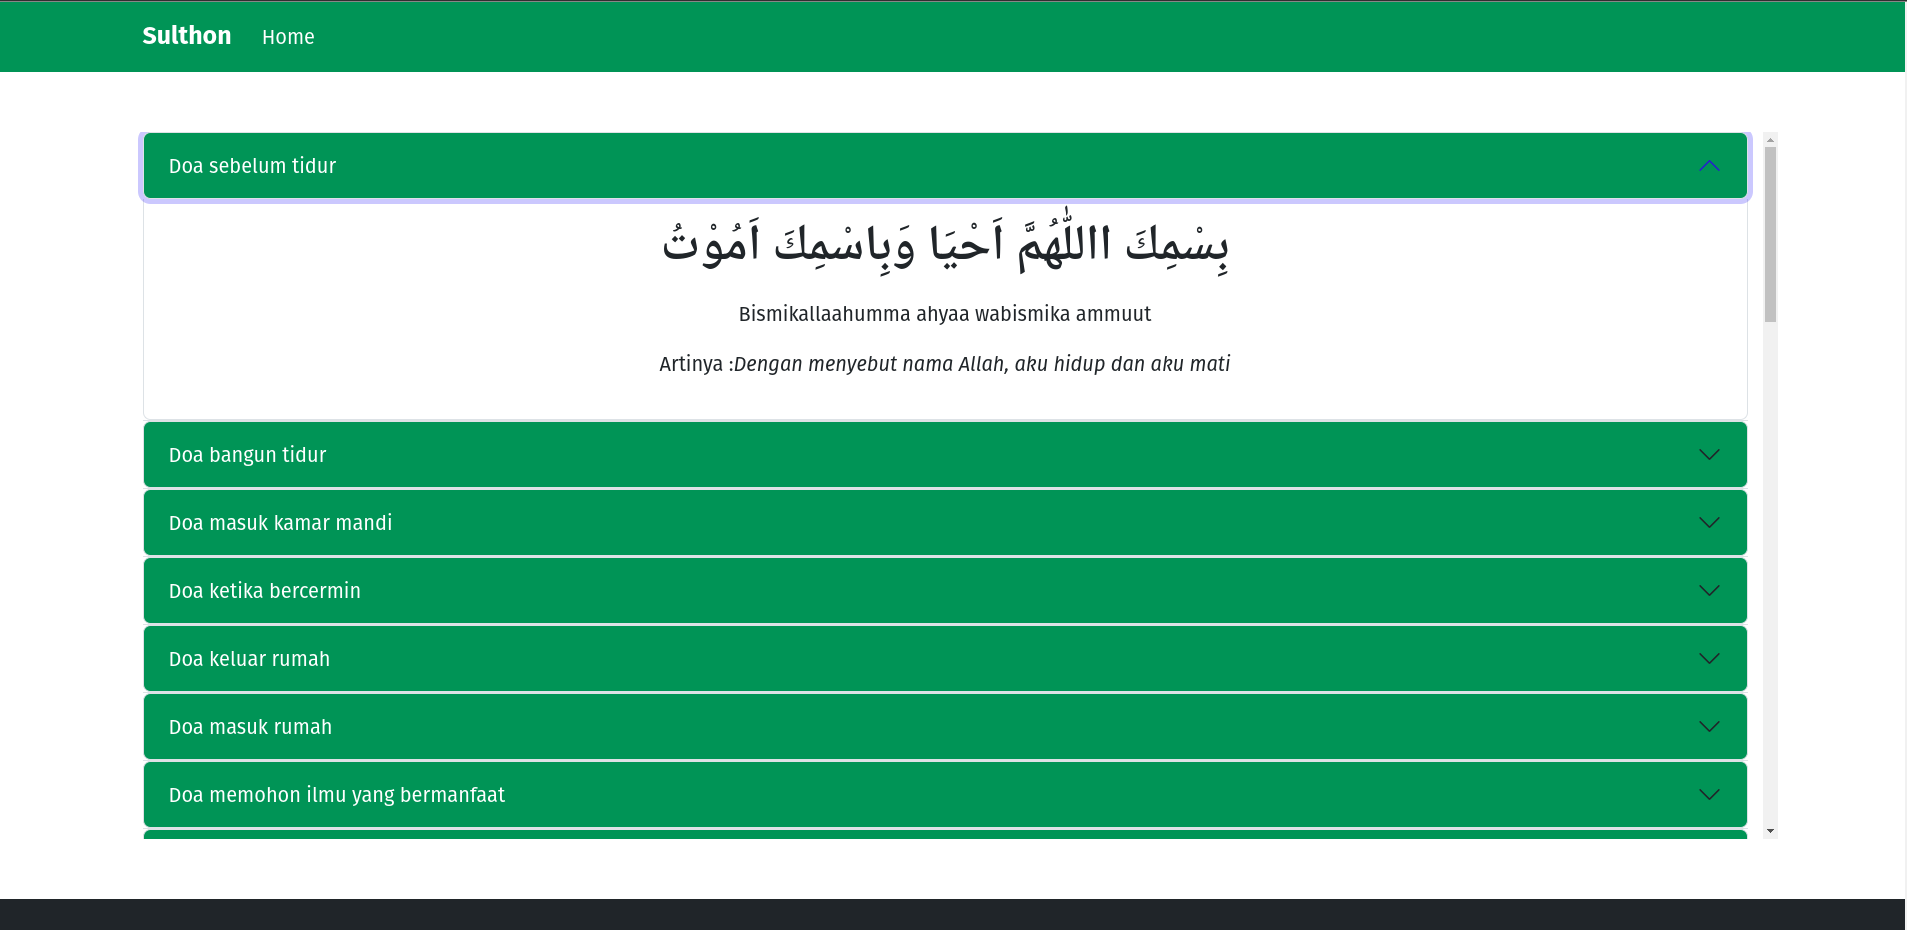 Sulthon Home
Doa sebelum tidur
بِسْمِكَ االلّٰهُمَّ اَحْيَا وَبِاسْمِكَ اَمُوْتُ
Bismikallaahumma ahyaa wabismika ammuut
Artinya :Dengan menyebut nama Allah, aku hidup dan aku mati
Doa bangun tidur
Doa masuk kamar mandi
Doa ketika bercermin
Doa keluar rumah
Doa masuk rumah
Doa memohon ilmu yang bermanfaat